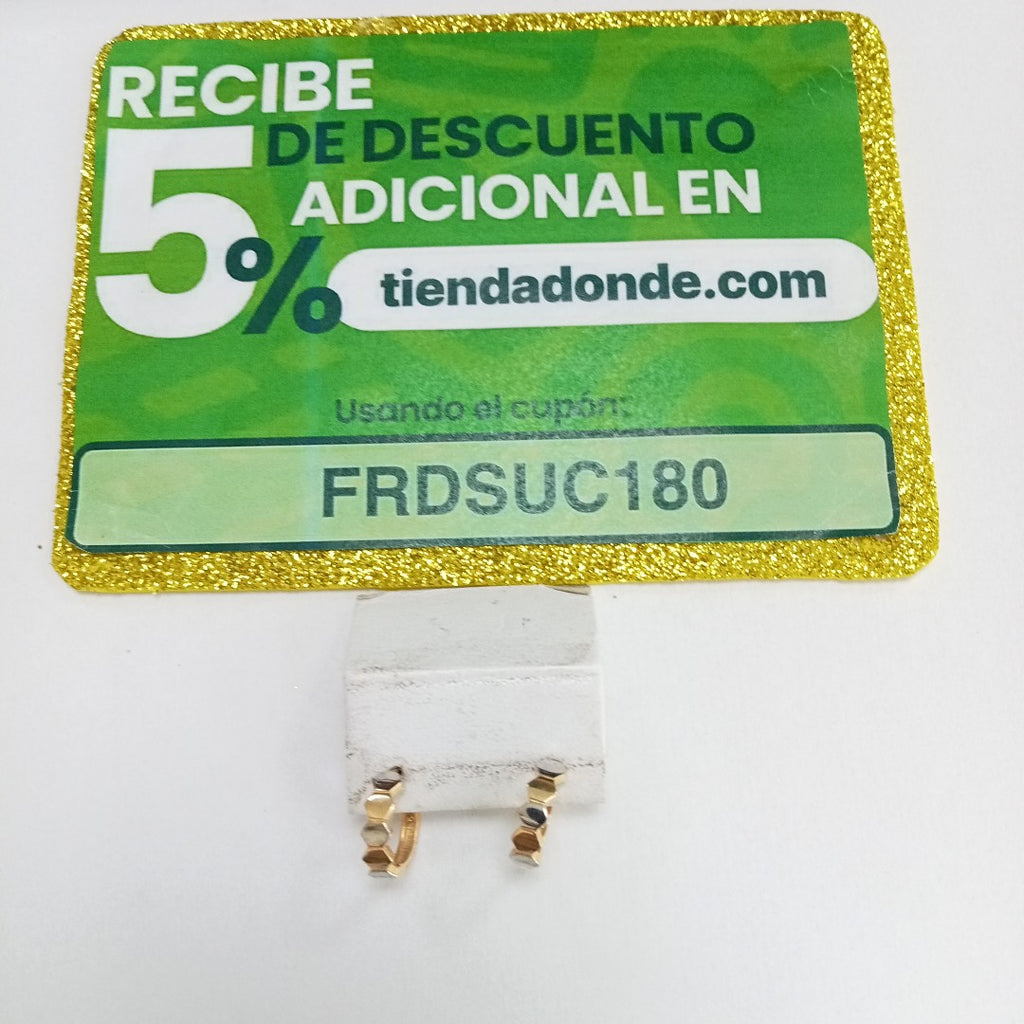 RECIBE
5% DE DESCUENTO
ADICIONAL EN
tiendadonde.com
Usando el cupón:
FRDSUC180